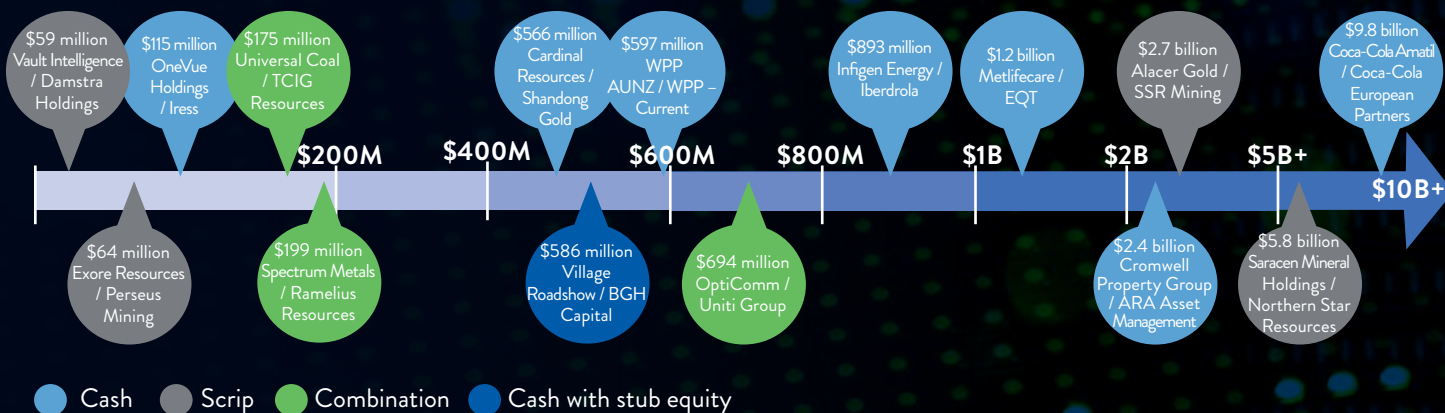 $59 million
Vault Intelligence
/ Damstra
Holdings
$115 million
OneVue
Holdings
/ Iress
$175 million
Universal Coal
/ TCIG
Resources
$566 million
Cardinal
Resources /
Shandong
Gold
$597 million
WPP
AUNZ / WPP –
Current
$893 million
Infigen Energy /
Iberdrola
$1.2 billion
Metlifecare /
EQT
$2.7 billion
Alacer Gold /
SSR Mining
$9.8 billion
Coca-Cola Amatil
/ Coca-Cola
European
Partners
$200M
$400M
$600M
$800M
$1B
$2B
$5B+
$10B+
$64 million
Exore Resources
/ Perseus
Mining
$199 million
Spectrum Metals
/ Ramelius
Resources
$586 million
Village
Roadshow / BGH
Capital
$694 million
OptiComm /
Uniti Group
$2.4 billion
Cromwell
Property Group
/ ARA Asset
Management
$5.8 billion
Saracen Mineral
Holdings /
Northern Star
Resources
Cash
Scrip
Combination
Cash with stub equity